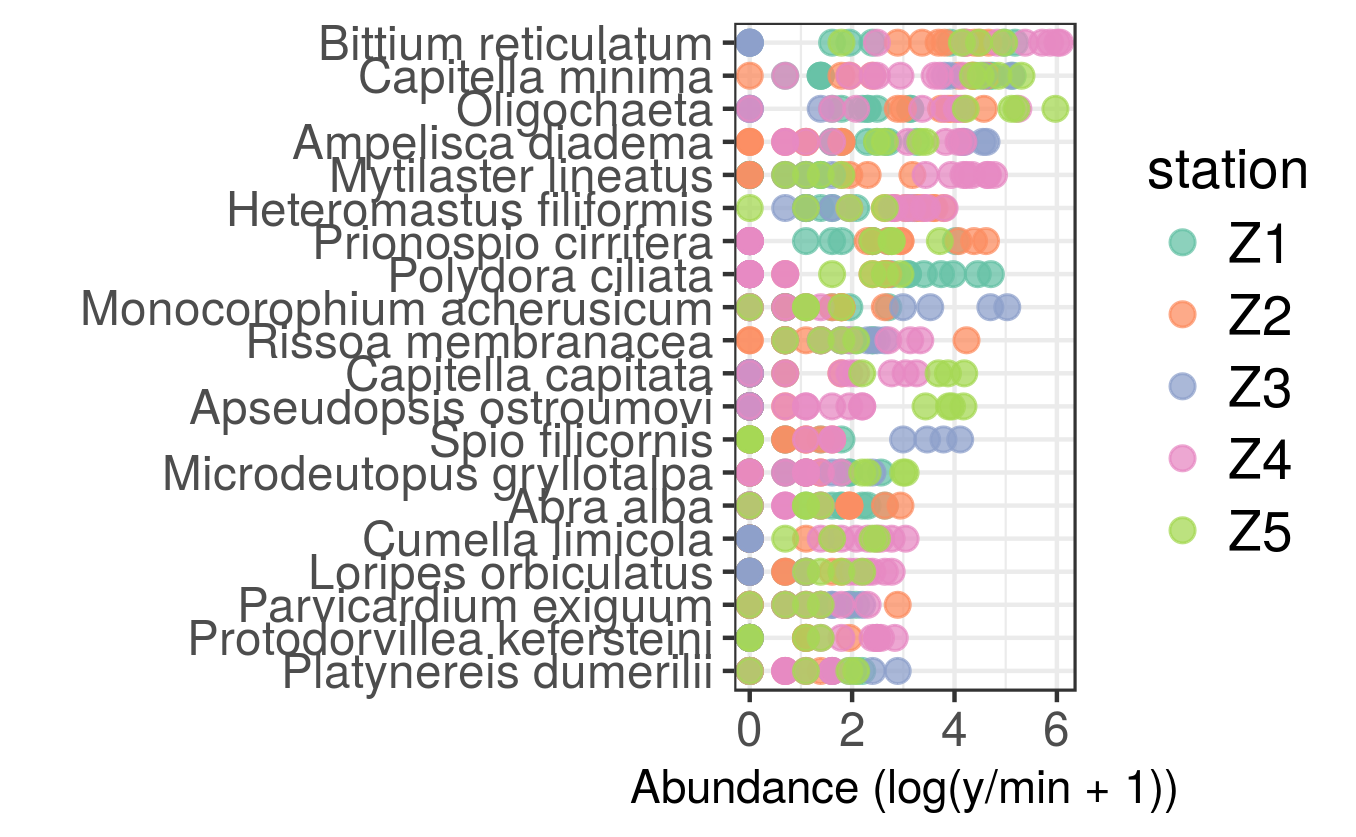 Bittium reticulatum
Capitella minima
Oligochaeta
Ampelisca diadema
Mytilaster lineatus
Heteromastus filiformis
Prionospio cirrifera
Polydora ciliata
Monocorophium acherusicum
Rissoa membranacea
Capitella capitata
Apseudopsis ostroumovi
Spio filicornis
Microdeutopus gryllotalpa
Abra alba
Cumella limicola
Loripes orbiculatus
Parvicardium exiguum
Protodorvillea kefersteini
Platynereis dumerilii
0 2 4 6
Abundance (log(y/min + 1))
station
Z1
Z2
Z3
Z4
Z5